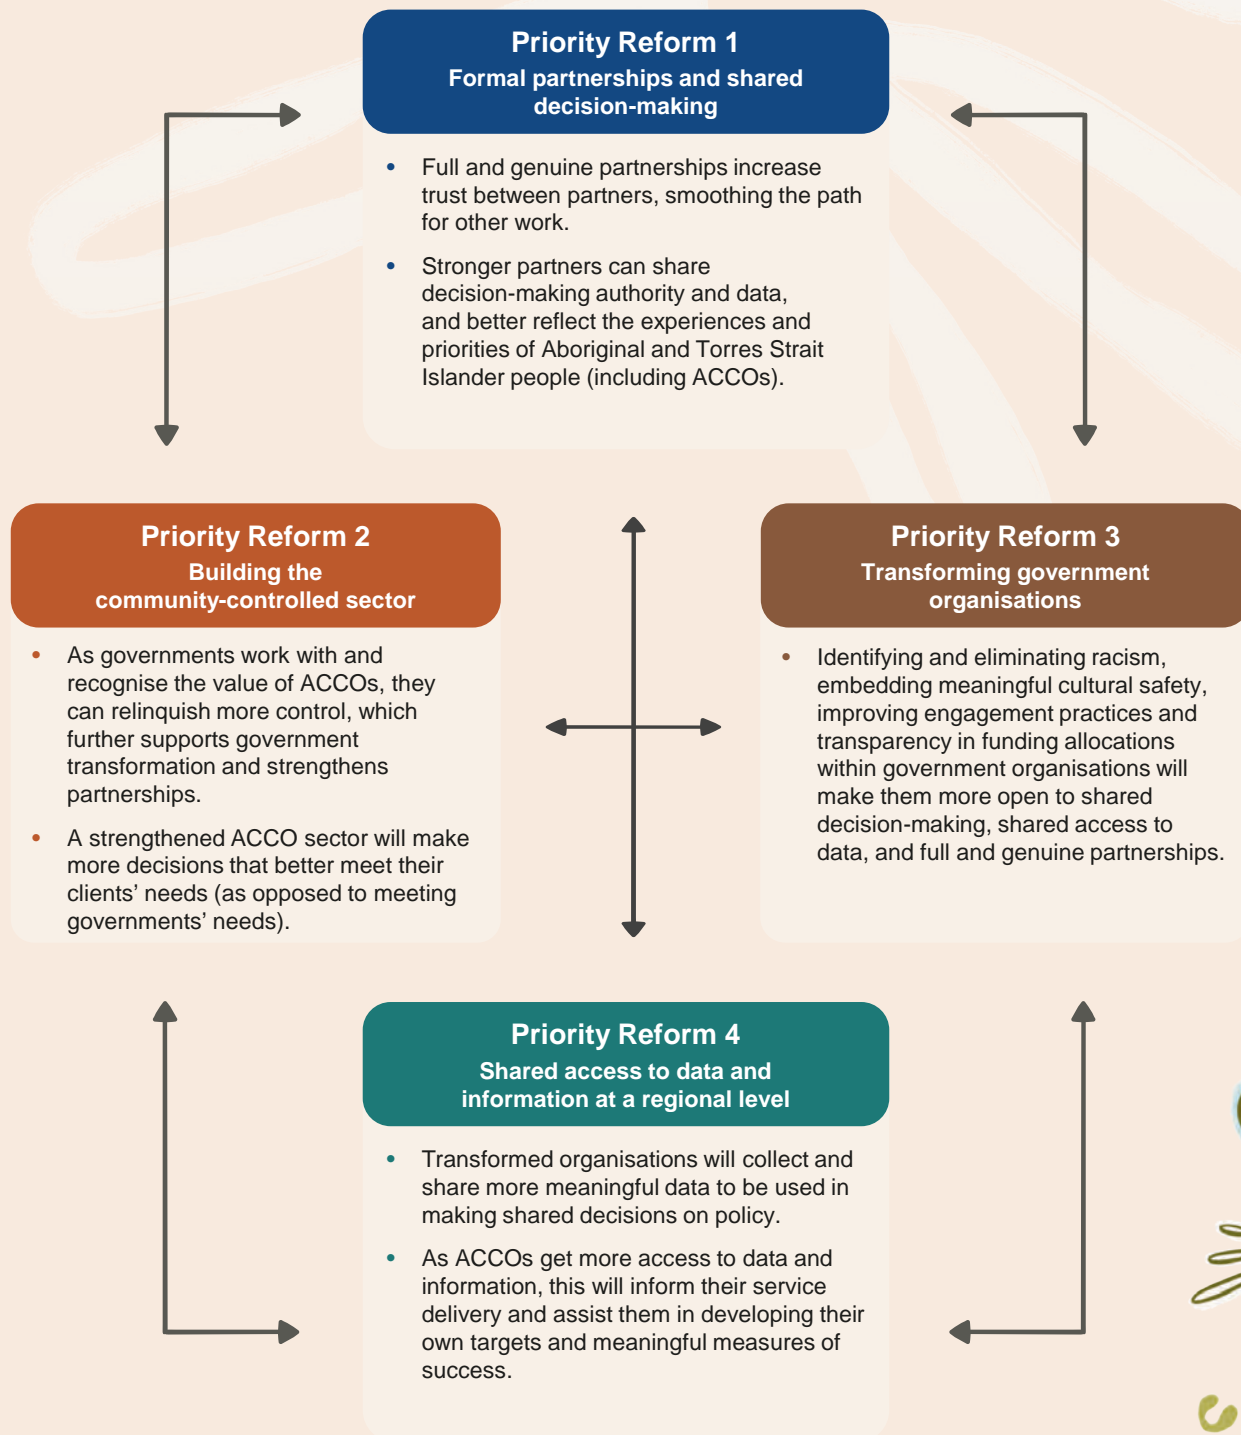 Priority Reform 1
Formal partnerships and shared
decision-making
• Full and genuine partnerships increase
trust between partners, smoothing the path
for other work.
• Stronger partners can share
decision-making authority and data,
and better reflect the experiences and
priorities of Aboriginal and Torres Strait
Islander people (including ACCOs).
Priority Reform 2
Building the
community-controlled sector
• As governments work with and
recognise the value of ACCOs, they
can relinquish more control, which
further supports government
transformation and strengthens
partnerships.
• A strengthened ACCO sector will make
more decisions that better meet their
clients’ needs (as opposed to meeting
governments’ needs).
Priority Reform 3
Transforming government
organisations
• Identifying and eliminating racism,
embedding meaningful cultural safety,
improving engagement practices and
transparency in funding allocations
within government organisations will
make them more open to shared
decision-making, shared access to
data, and full and genuine partnerships.
Priority Reform 4
Shared access to data and
information at a regional level
• Transformed organisations will collect and
share more meaningful data to be used in
making shared decisions on policy.
• As ACCOs get more access to data and
information, this will inform their service
delivery and assist them in developing their
own targets and meaningful measures of
success.